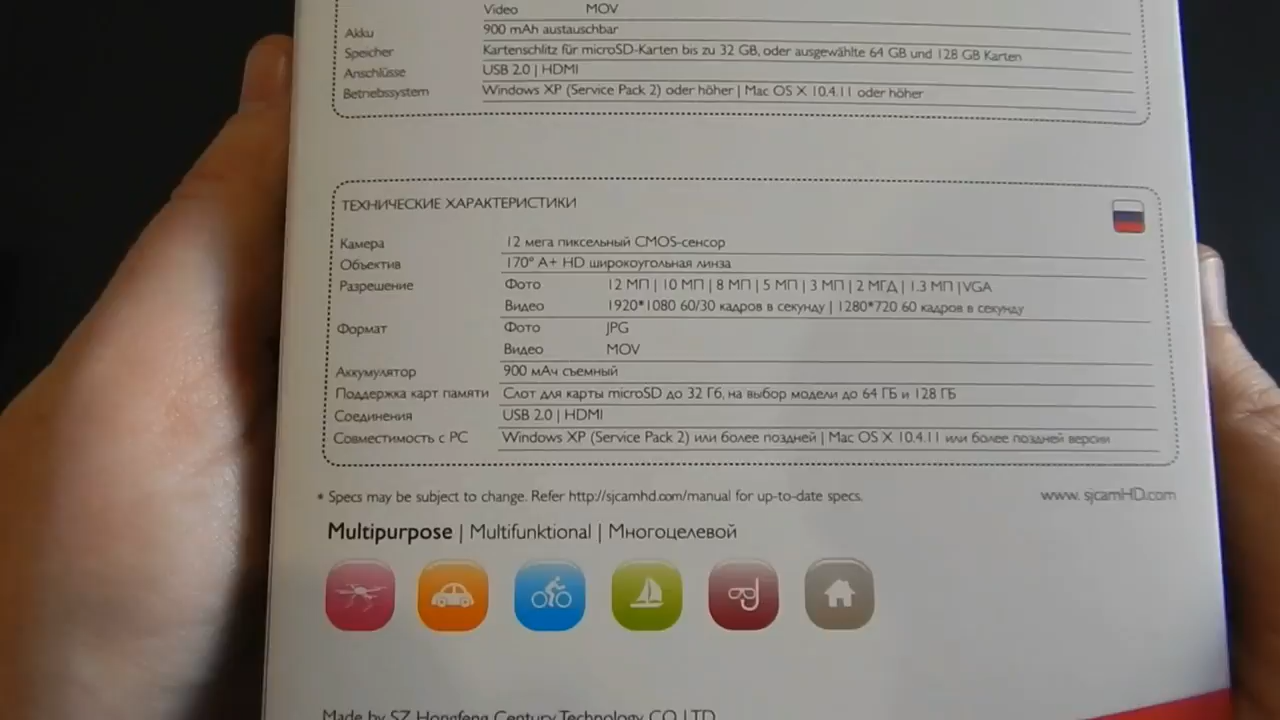 Video MOV
Akku 900 mAh austauschbar
Speicher Kartenschlitz für microSD-Karten bis zu 32 GB, oder ausgewählte 64 GB und 128 GB Karten
Anschlüsse USB 2.0 | HDMI
Betriebssystem Windows XP (Service Pack 2) oder höher | Mac OS X 10.4.11 oder höher
ТЕХНИЧЕСКИЕ ХАРАКТЕРИСТИКИ
Камера 12 мега пиксельный CMOS-сенсор
Объектив 170° A+ HD широкоугольная линза
Разрешение Фото 12 МП | 10 МП | 8 МП | 5 МП | 3 МП | 2 МГД | 1.3 МП |VGA
Видео 1920*1080 60/30 кадров в секунду | 1280*720 60 кадров в секунду
Формат Фото JPG
Видео MOV
Аккумулятор 900 мАч съемный
Поддержка карт памяти Слот для карты microSD до 32 Гб, на выбор модели до 64 ГБ и 128 ГБ
Соединения USB 2.0 | HDMI
Совместимость с PC Windows XP (Service Pack 2) или более поздней | Mac OS X 10.4.11 или более поздней версии
* Specs may be subject to change. Refer http://sjcamhd.com/manual for up-to-date specs. www. sjcamHD.com
Multipurpose | Multifunktional | Многоцелевой
Made by SZ Hongfeng Century Technology CO.LTD